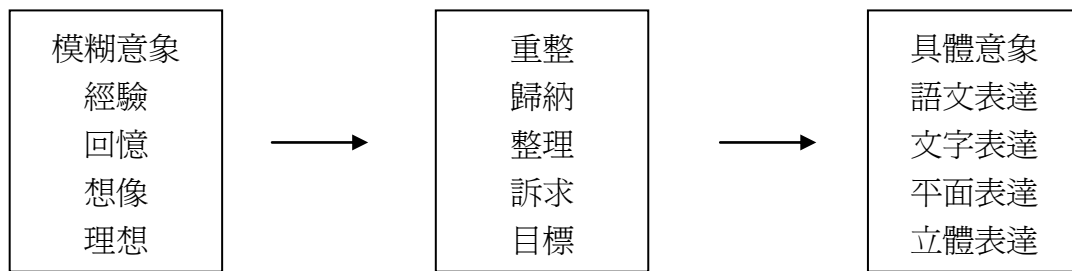 模糊意象
經驗
回憶
想像
理想
重整
歸納
整理
訴求
目標
具體意象
語文表達
文字表達
平面表達
立體表達